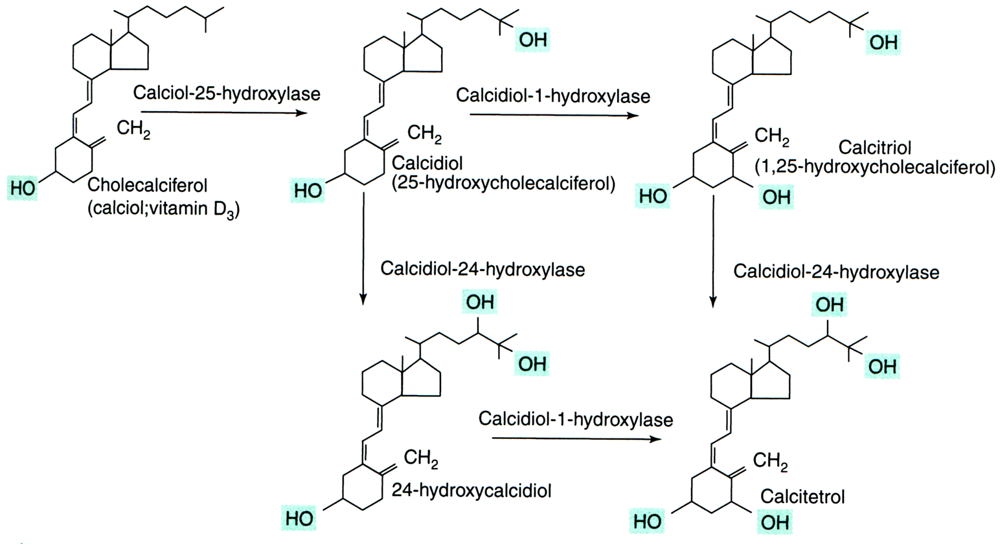 OH
OH
Calciol-25-hydroxylase
Calcidiol-1-hydroxylase
CH2
CH2
CH2
HO
Cholecalciferol
(calciol;vitamin D3)
HO
Calcidiol
(25-hydroxycholecalciferol)
HO
OH
Calcitriol
(1,25-hydroxycholecalciferol)
Calcidiol-24-hydroxylase
Calcidiol-24-hydroxylase
OH
OH
OH
OH
Calcidiol-1-hydroxylase
CH2
CH2
24-hydroxycalcidiol
HO
Calcitetrol
HO
OH